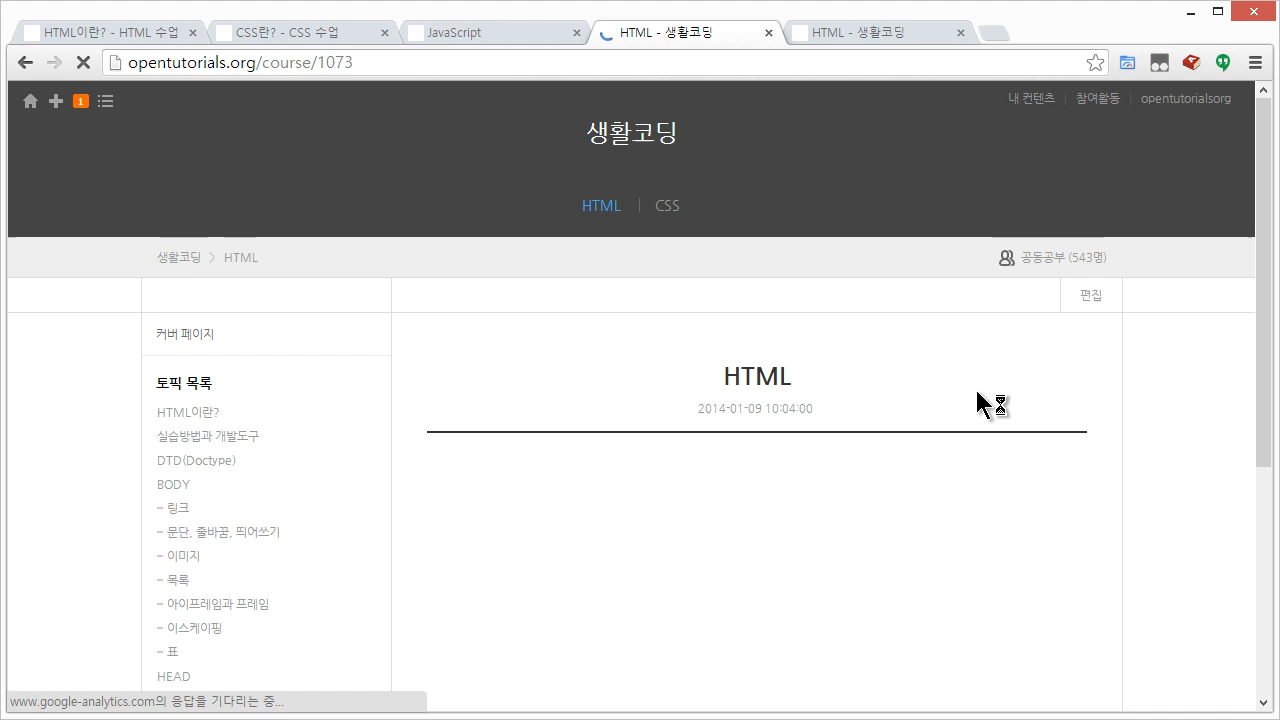 HTML이란? - HTML 수업
CSS란? - CSS 수업
JavaScript
HTML - 생활코딩
HTML - 생활코딩
opentutorials.org/course/1073
1
내 컨텐츠
참여활동
opentutorialsorg
생활코딩
HTML
CSS
생활코딩
HTML
공동공부 (543명)
편집
커버 페이지
토픽 목록
HTML이란?
실습방법과 개발도구
DTD(Doctype)
BODY
- 링크
- 문단, 줄바꿈, 띄어쓰기
- 이미지
- 목록
- 아이프레임과 프레임
- 이스케이핑
- 표
HEAD
HTML
2014-01-09 10:04:00
www.google-analytics.com의 응답을 기다리는 중...